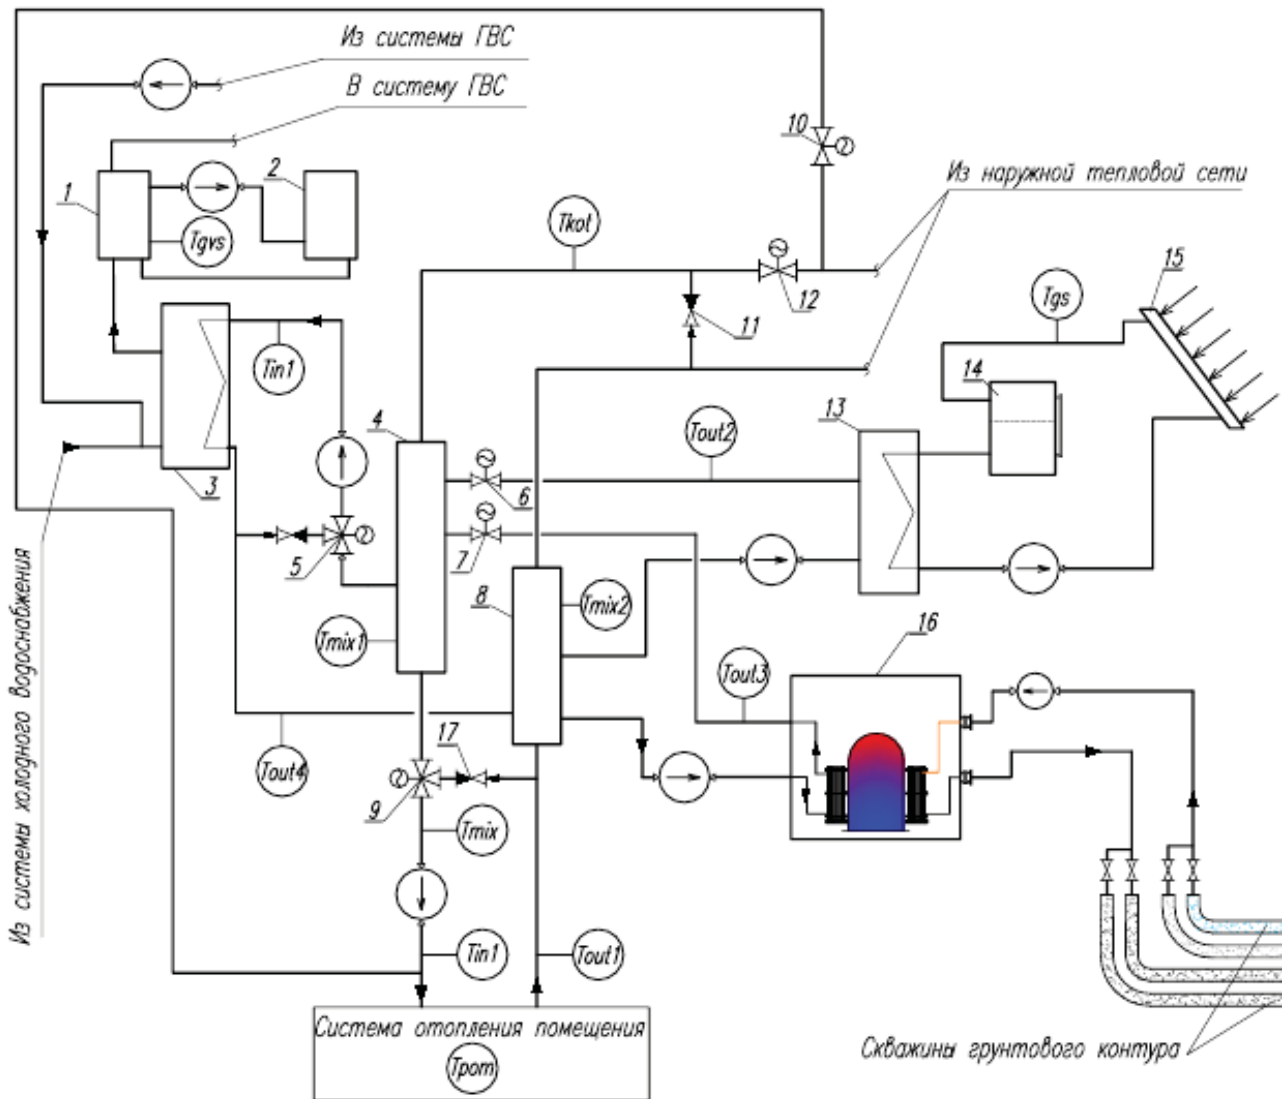 Из системы ГВС
В систему ГВС
10
Из наружной тепловой сети
1
2
Tgvs
Tkot
12
11
15
Tgs
14
Tin1
3
4
Tout2
13
6
5
7
8
Tmix2
Tmix1
16
Tout3
Из системы холодного водоснабжения
Tout4
17
9
Tmix
Tin1
Tout1
Система отопления помещения
Tpom
Скважины грунтового контура